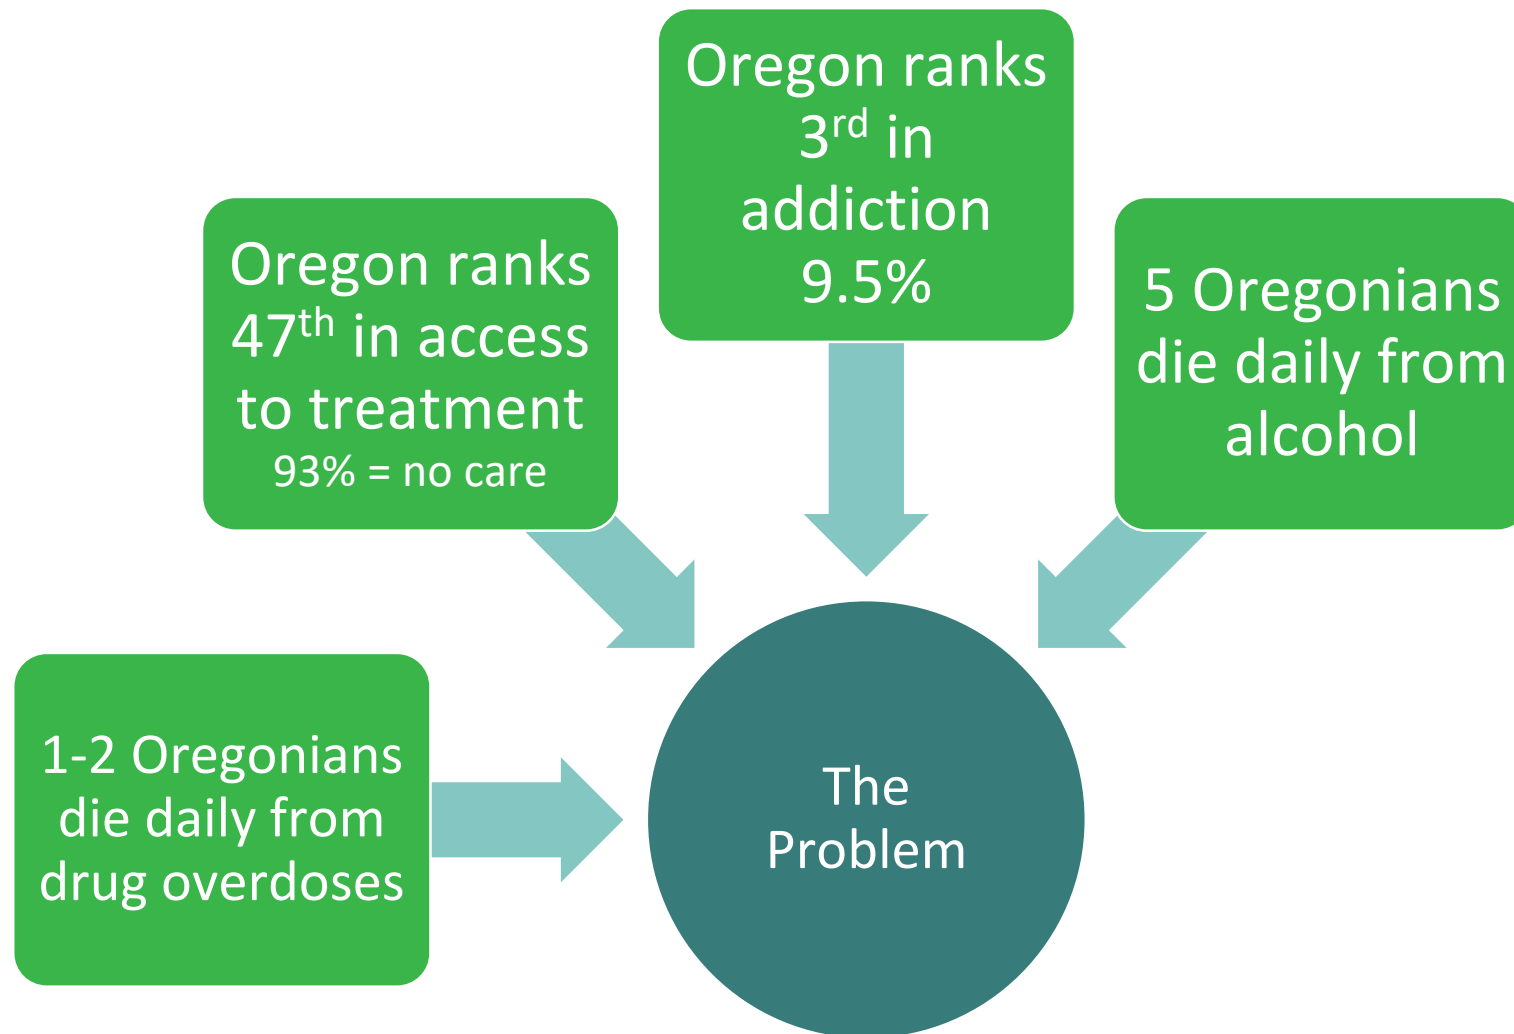 Oregon ranks
3rd in
addiction
9.5%
Oregon ranks
47th in access
to treatment
93% = no care
5 Oregonians
die daily from
alcohol
1-2 Oregonians
die daily from
drug overdoses
The
Problem